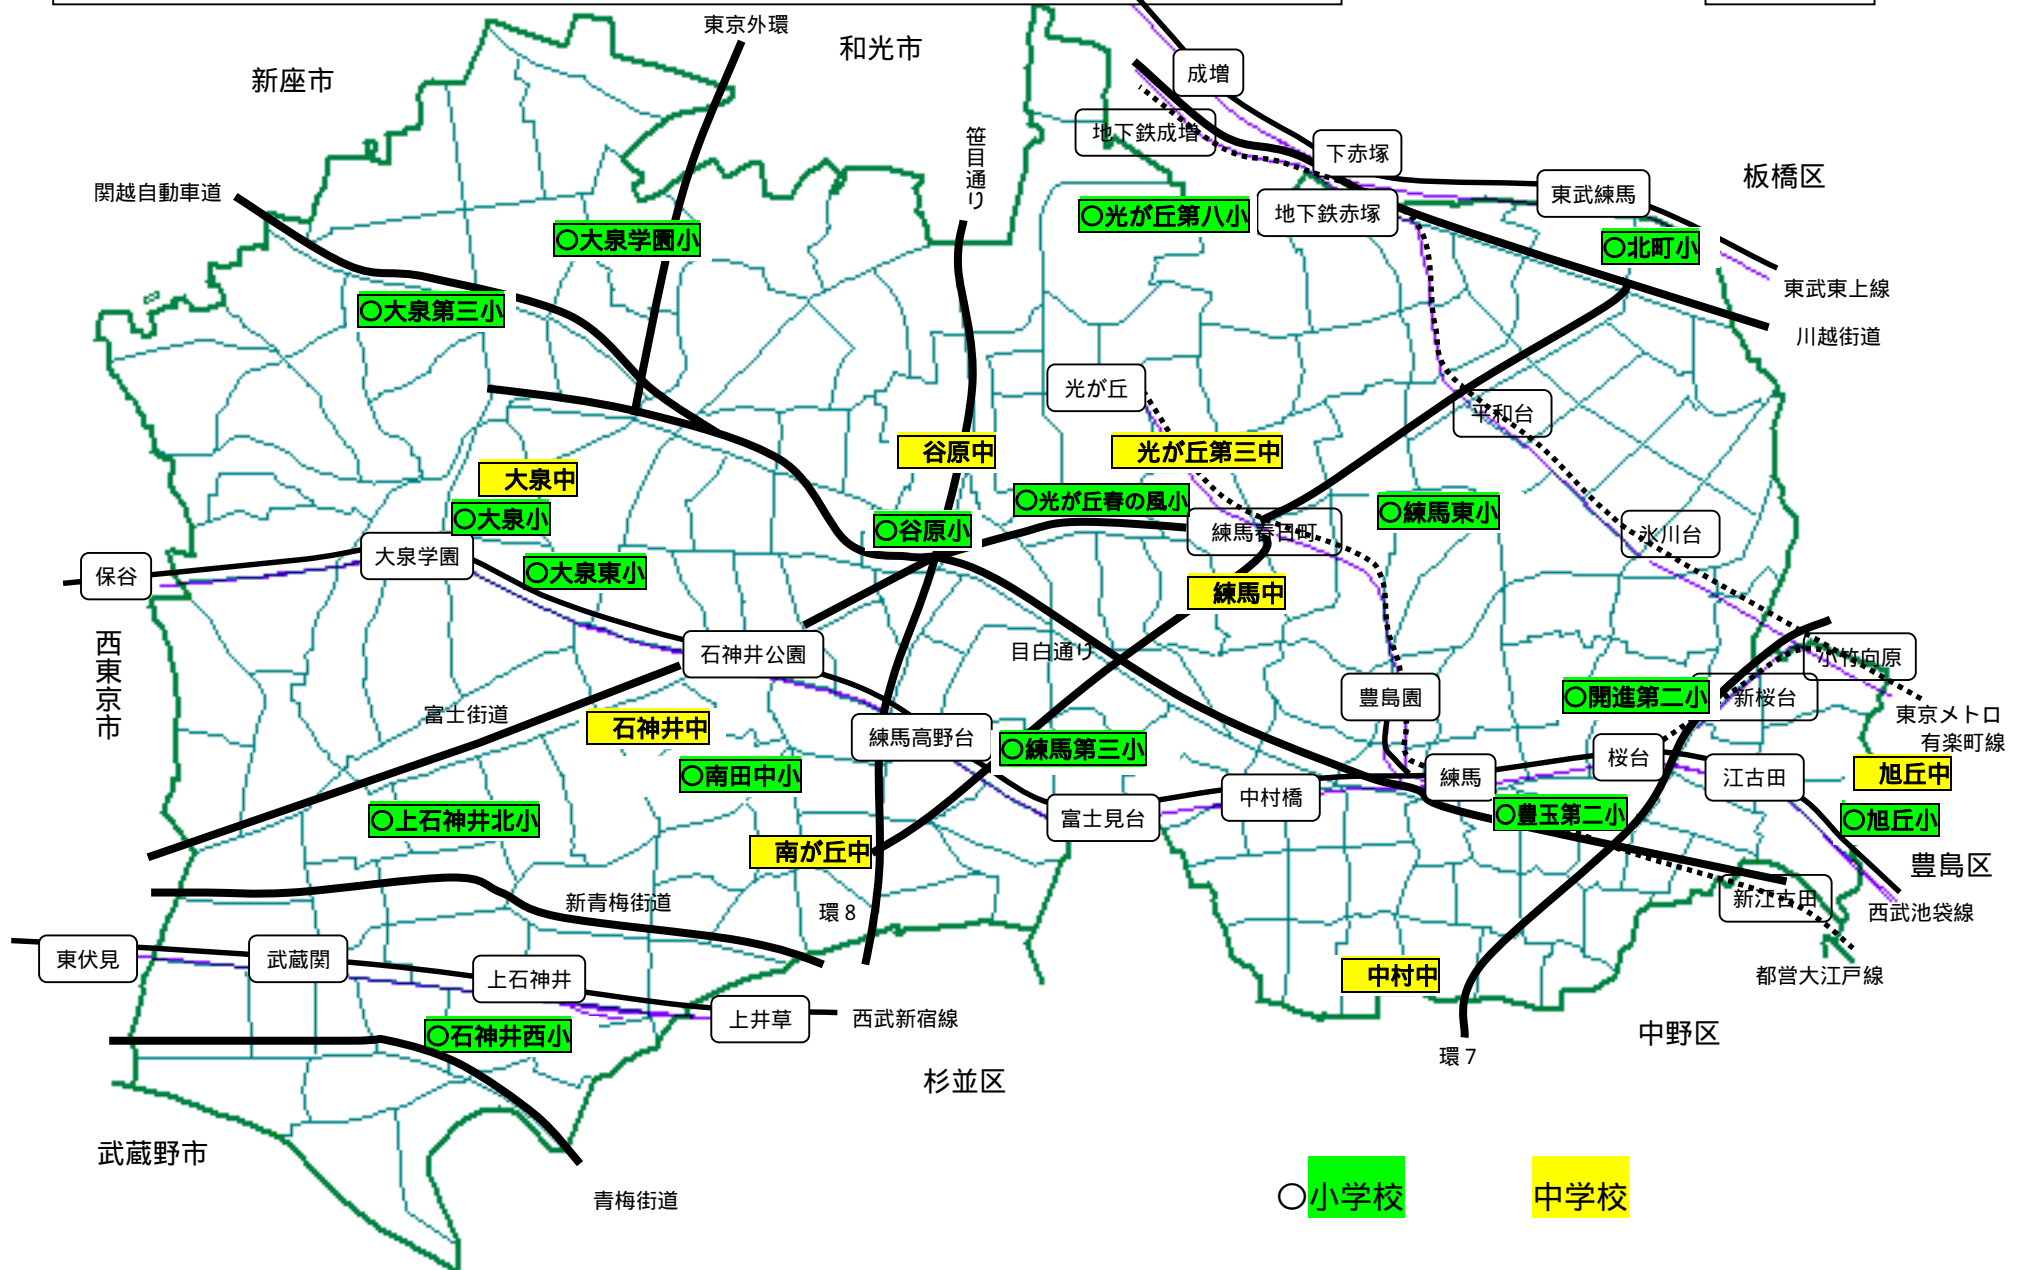 東京外環
和光市
新座市
成増
地下鉄成増
笹目通り
下赤塚
板橋区
東武練馬
関越自動車道
○光が丘第八小
地下鉄赤塚
○大泉学園小
○北町小
東武東上線
○大泉第三小
川越街道
光が丘
平和台
谷原中
光が丘第三中
大泉中
○光が丘春の風小
○大泉小
○練馬東小
○谷原小
練馬春日町
氷川台
大泉学園
保谷
○大泉東小
練馬中
西東京市
石神井公園
目白通り
小竹向原
豊島園
○開進第二小
新桜台
富士街道
東京メトロ
有楽町線
石神井中
練馬高野台
○練馬第三小
桜台
○南田中小
練馬
江古田
旭丘中
中村橋
○上石神井北小
富士見台
○豊玉第二小
○旭丘小
南が丘中
豊島区
新青梅街道
環8
新江古田
西武池袋線
東伏見
武蔵関
上石神井
中村中
都営大江戸線
上井草
西武新宿線
○石神井西小
中野区
環7
杉並区
武蔵野市
青梅街道
○小学校
中学校